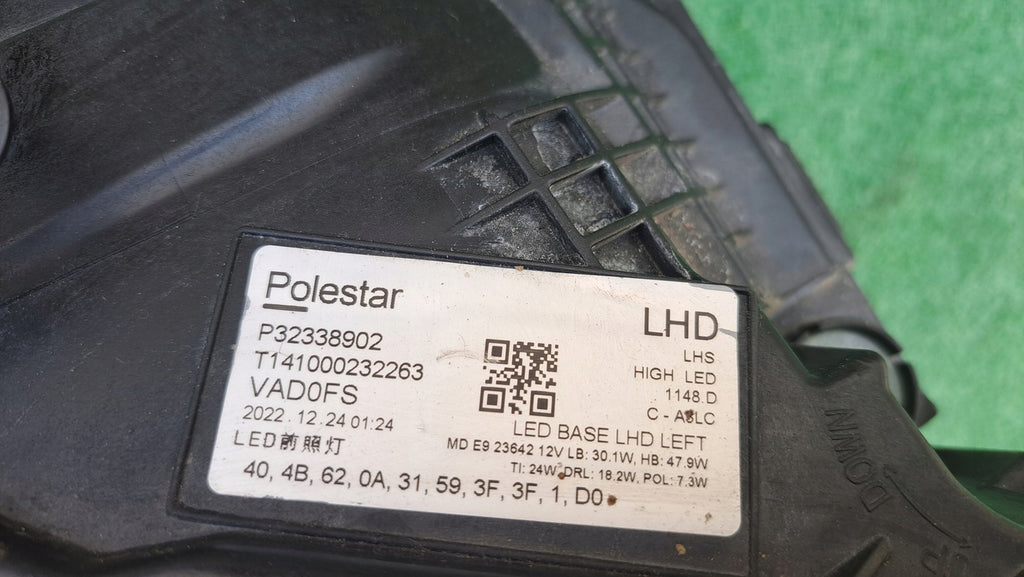 Polestar
P32338902
T141000232263
VAD0FS
2022.12.24 01:24
LED前照灯
40, 4B, 62, 0A, 31, 59, 3F, 3F, 1, D0
LHD
LHS
HIGH LED
1148.D
LED BASE LHD LEFT
MD E9 23642 12V LB: 30.1W, HB: 47.9W
TI: 24W, DRL: 18.2W, POL: 7.3W
DOWN